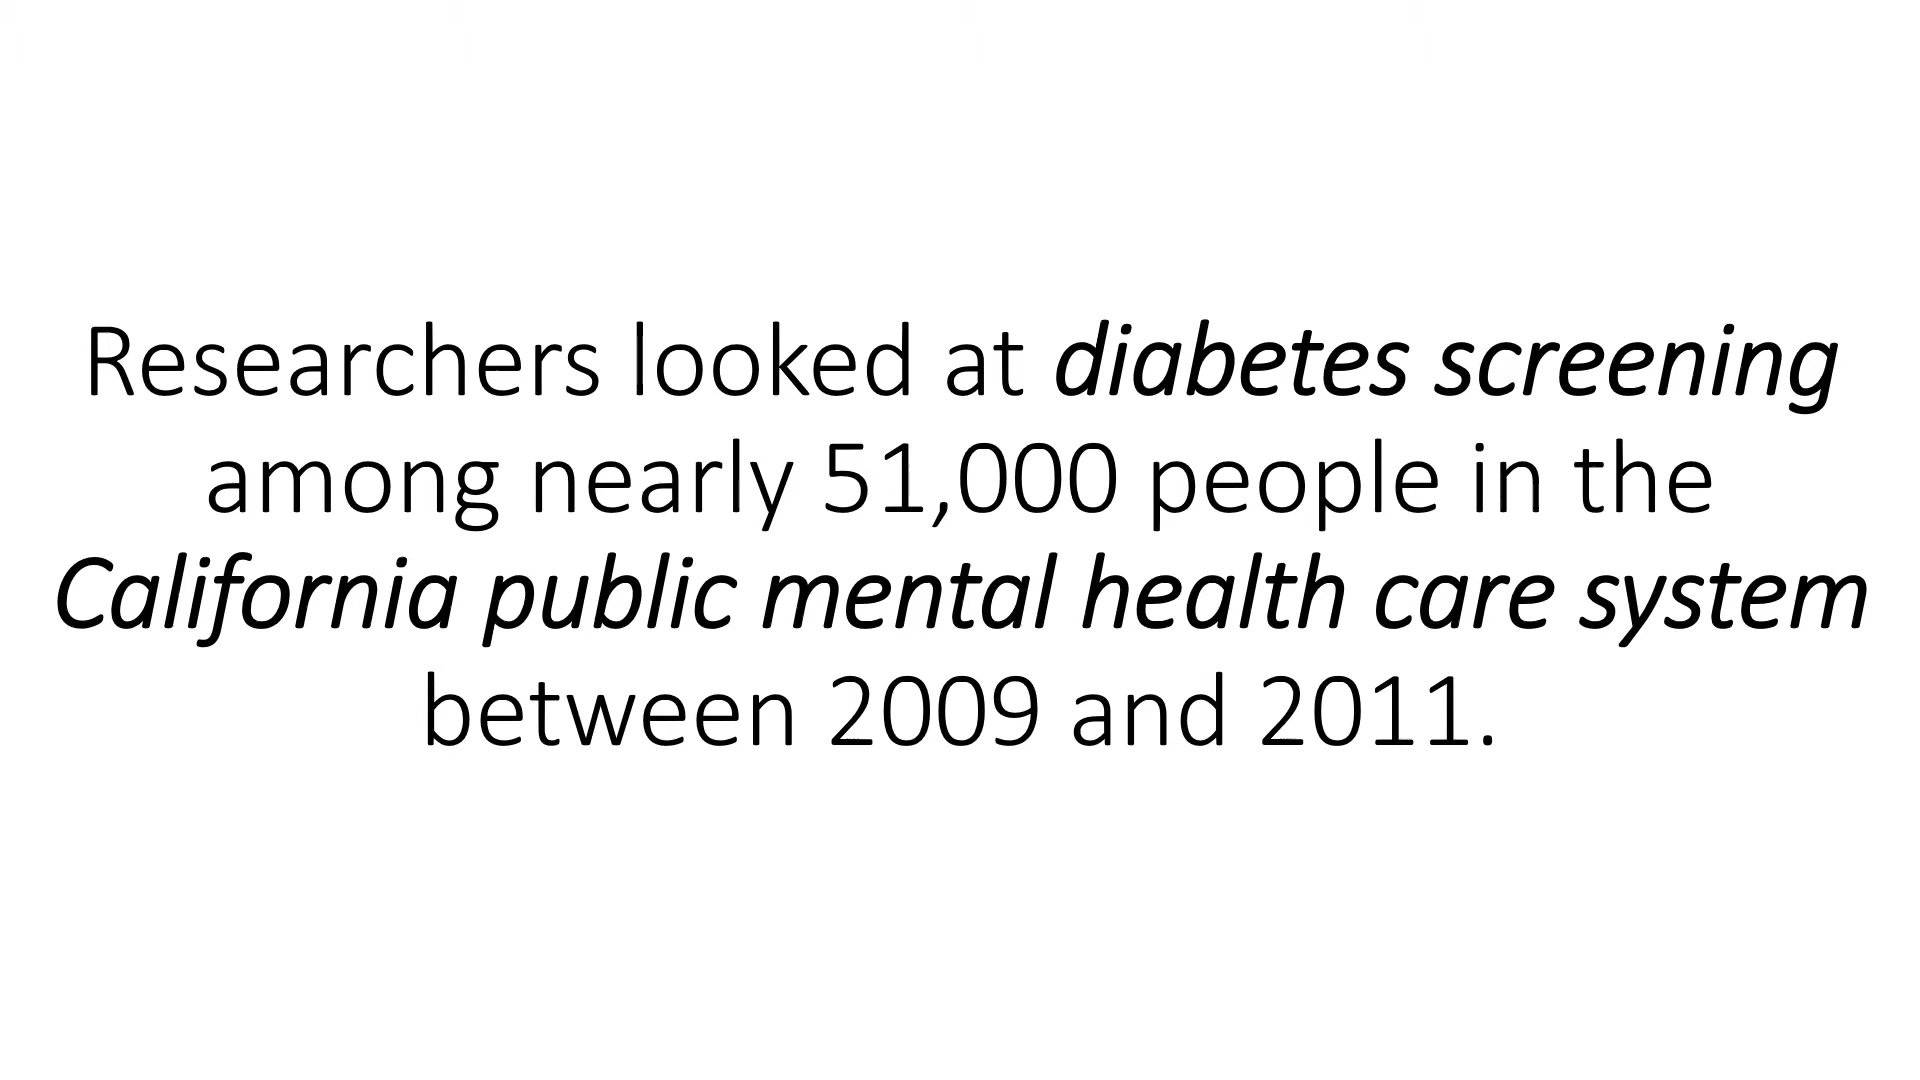 Researchers looked at diabetes screening
among nearly 51,000 people in the
California public mental health care system
between 2009 and 2011.